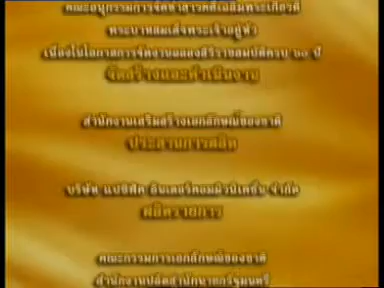 คณะอนุกรรมการจัดทำสารคดีเฉลิมพระเกียรติ
พระบาทสมเด็จพระเจ้าอยู่หัว
เนื่องในโอกาสการจัดงานฉลองสิริราชสมบัติครบ ๖๐ ปี
จัดสร้างและดำเนินงาน
สำนักงานเสริมสร้างเอกลักษณ์ของชาติ
ประสานการผลิต
บริษัท แปซิฟิค อินเตอร์คอมมิวนิเคชั่น จำกัด
ผลิตรายการ
คณะกรรมการเอกลักษณ์ของชาติ
สำนักงานปลัดสำนักนายกรัฐมนตรี